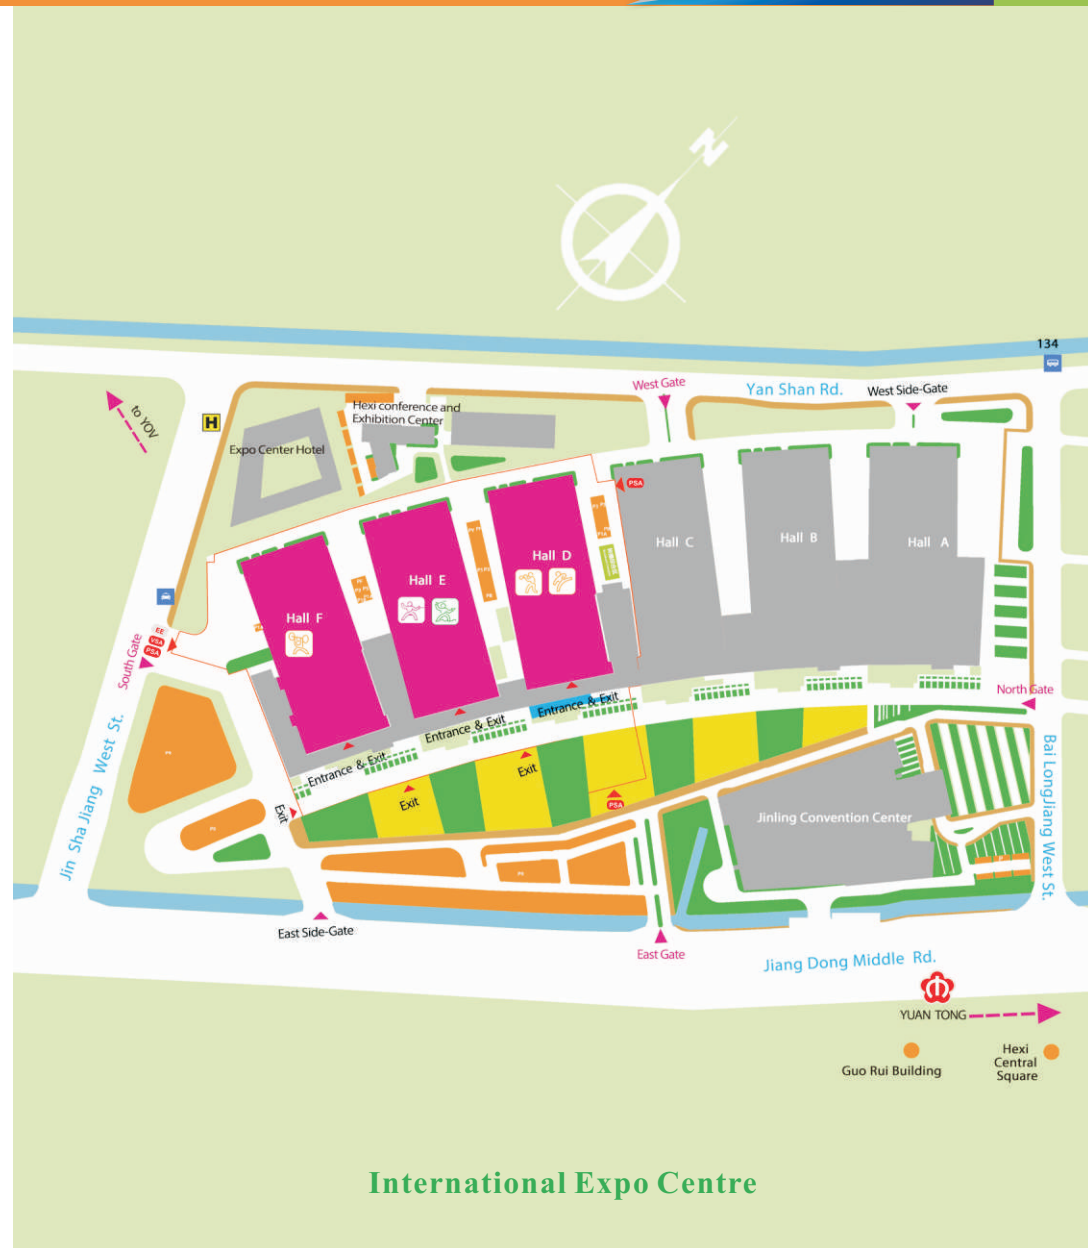 N
134
West Gate
Yan Shan Rd.
West Side-Gate
to YOV
H
Hexi conference and
Exhibition Center
Expo Center Hotel
PSA
Hall C
Hall B
Hall A
Hall D
Hall E
Hall F
EE
VSA
PSA
South Gate
North Gate
Entrance & Exit
Entrance & Exit
Entrance & Exit
Exit
Exit
Exit
PSA
Jin Sha Jiang West St.
Bai LongJiang West St.
Jinling Convention Center
East Side-Gate
East Gate
Jiang Dong Middle Rd.
YUAN TONG
Guo Rui Building
Hexi
Central
Square
International Expo Centre